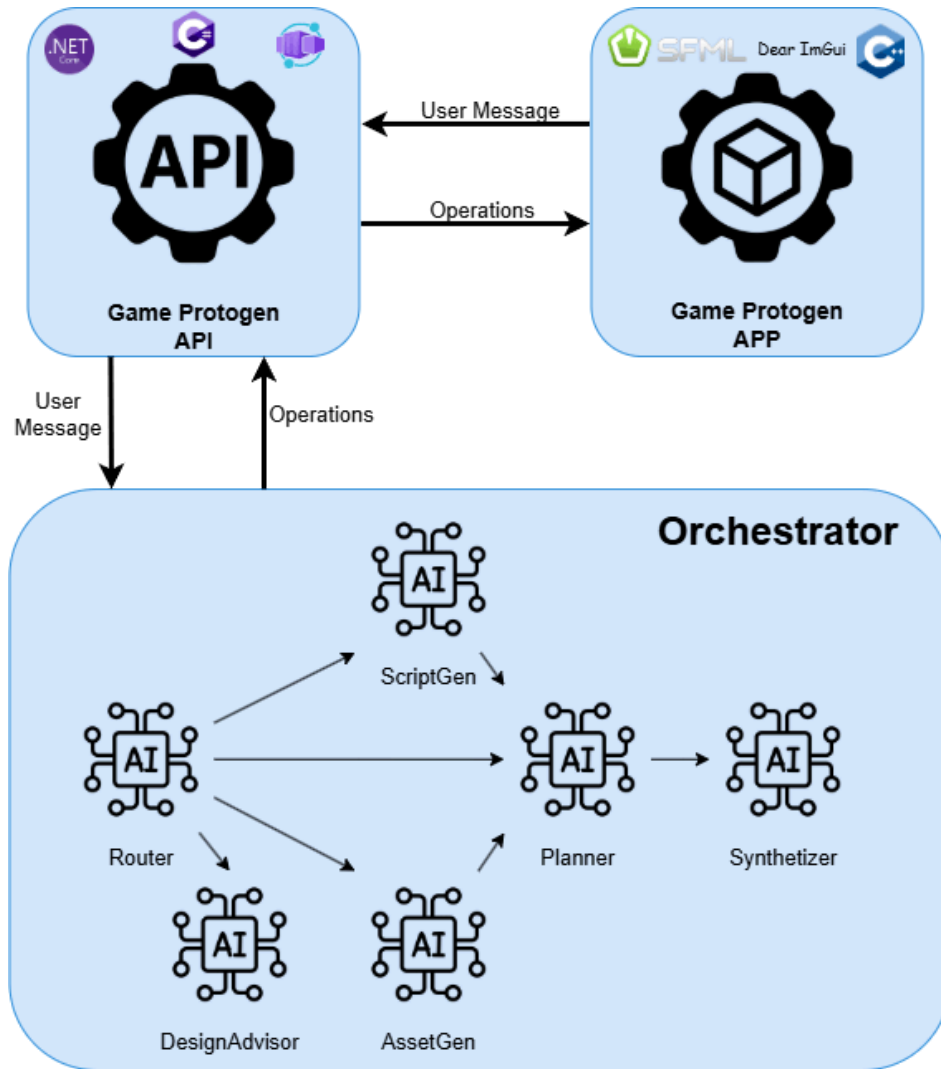 .NET
Core
C#
SFML
Dear ImGui
C++
API
User Message
Operations
Game Protogen
API
Game Protogen
APP
User
Message
Operations
Orchestrator
AI
ScriptGen
AI
AI
AI
Router
Planner
Synthetizer
AI
AI
DesignAdvisor
AssetGen